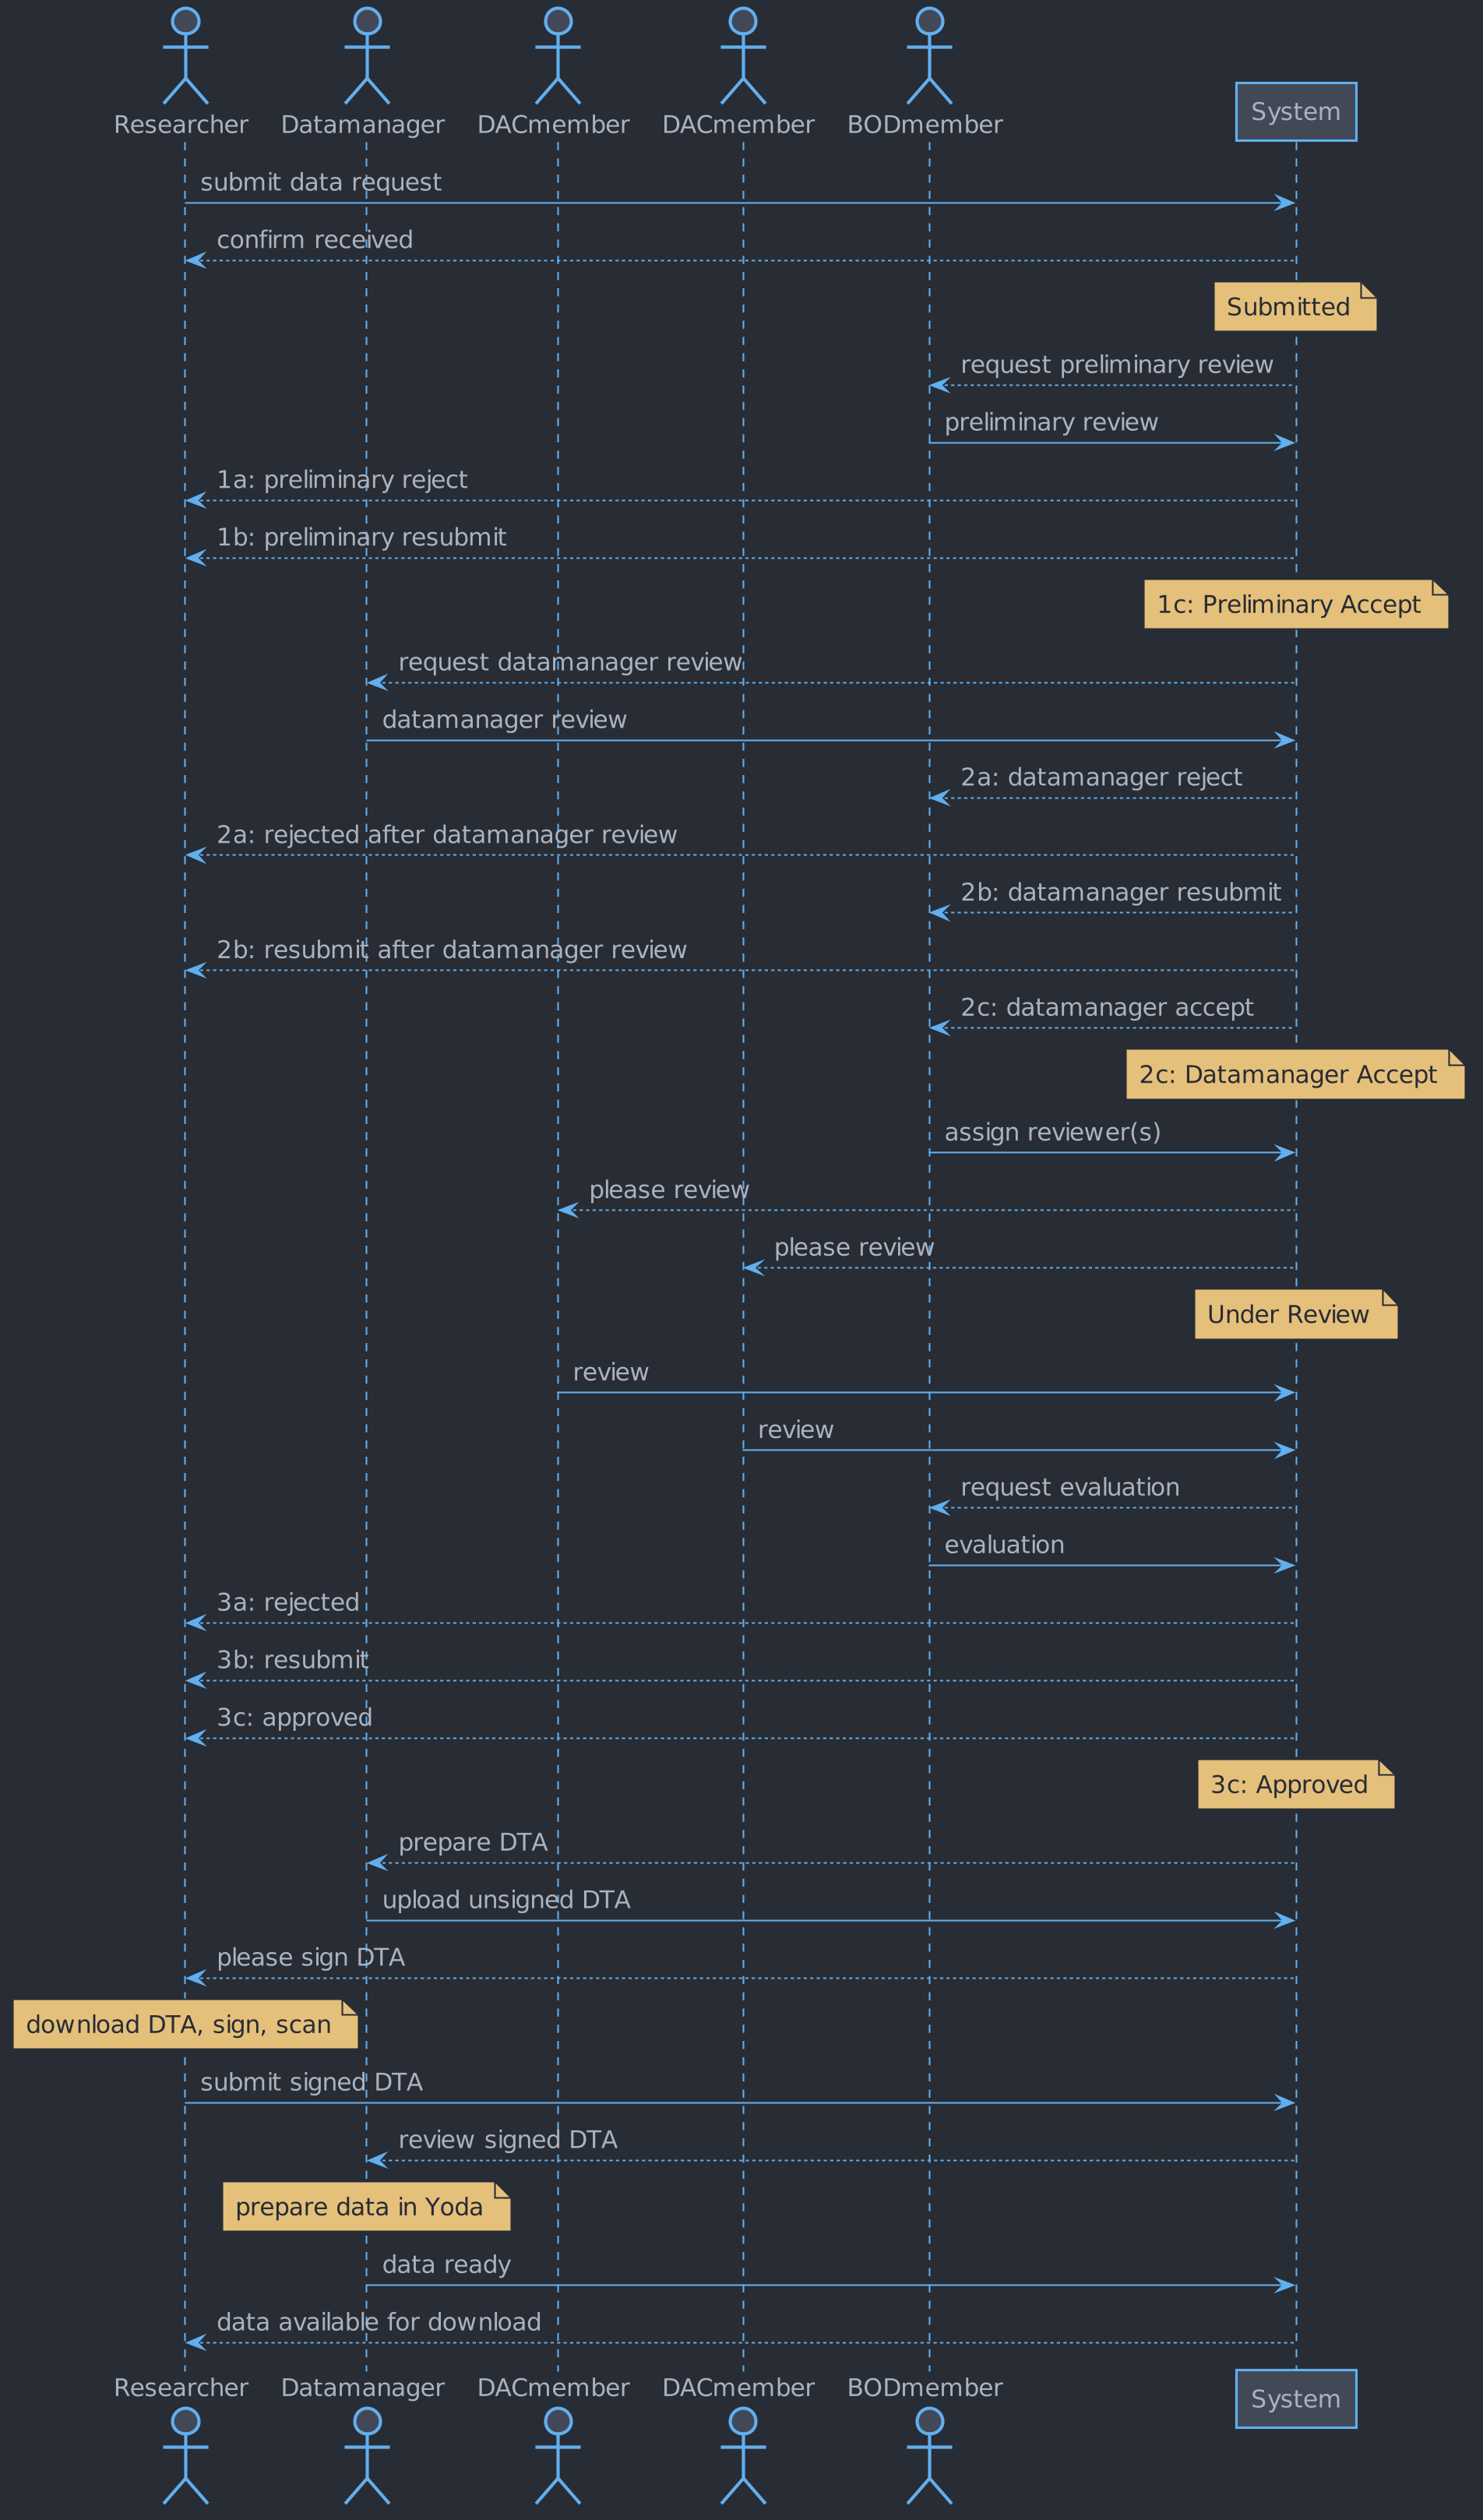 Researcher
Datamanager
DACmember
DACmember
BODmember
System
submit data request
confirm received
Submitted
request preliminary review
preliminary review
1a: preliminary reject
1b: preliminary resubmit
1c: Preliminary Accept
request datamanager review
datamanager review
2a: datamanager reject
2a: rejected after datamanager review
2b: datamanager resubmit
2b: resubmit after datamanager review
2c: datamanager accept
2c: Datamanager Accept
assign reviewer(s)
please review
please review
Under Review
review
review
request evaluation
evaluation
3a: rejected
3b: resubmit
3c: approved
3c: Approved
prepare DTA
upload unsigned DTA
please sign DTA
download DTA, sign, scan
submit signed DTA
review signed DTA
prepare data in Yoda
data ready
data available for download
Researcher
Datamanager
DACmember
DACmember
BODmember
System